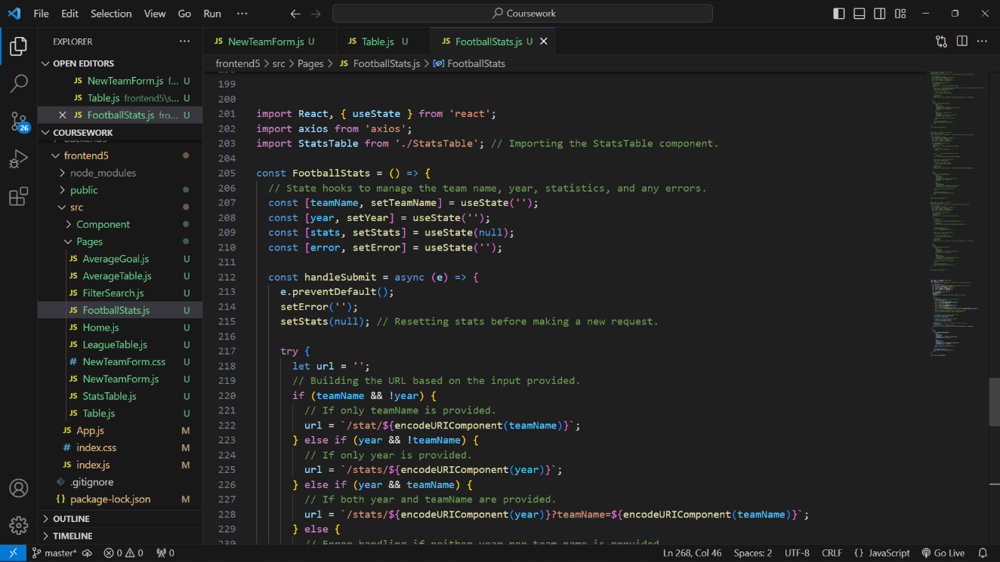 File Edit Selection View Go Run ··· Coursework
EXPLORER
OPEN EDITORS
JS NewTeamForm.js f... U
JS Table.js frontend5\s... U
JS FootballStats.js fro... U
COURSEWORK
frontend5
node_modules
public
src
Component
Pages
JS AverageGoal.js U
JS AverageTable.js U
JS FilterSearch.js U
JS FootballStats.js U
JS Home.js U
JS LeagueTable.js U
# NewTeamForm.css U
JS NewTeamForm.js U
JS StatsTable.js U
JS Table.js U
JS App.js M
# index.css M
JS index.js M
.gitignore
{} package-lock.json M
OUTLINE
TIMELINE
26
JS NewTeamForm.js U JS Table.js U JS FootballStats.js U
frontend5 > src > Pages > JS FootballStats.js > FootballStats
199
200
201 import React, { useState } from 'react';
202 import axios from 'axios';
203 import StatsTable from './StatsTable'; // Importing the StatsTable component.
204
205 const FootballStats = () => {
206 // State hooks to manage the team name, year, statistics, and any errors.
207 const [teamName, setTeamName] = useState('');
208 const [year, setYear] = useState('');
209 const [stats, setStats] = useState(null);
210 const [error, setError] = useState('');
211
212 const handleSubmit = async (e) => {
213 e.preventDefault();
214 setError('');
215 setStats(null); // Resetting stats before making a new request.
216
217 try {
218 let url = '';
219 // Building the URL based on the input provided.
220 if (teamName && !year) {
221 // If only teamName is provided.
222 url = `/stat/${encodeURIComponent(teamName)}`;
223 } else if (year && !teamName) {
224 // If only year is provided.
225 url = `/stats/${encodeURIComponent(year)}`;
226 } else if (year && teamName) {
227 // If both year and teamName are provided.
228 url = `/stats/${encodeURIComponent(year)}?teamName=${encodeURIComponent(teamName)}`;
229 } else {
230 // Error handling if neither year nor team name is provided
master* 0 0 0 Ln 268, Col 46 Spaces: 2 UTF-8 CRLF {} JavaScript Go Live